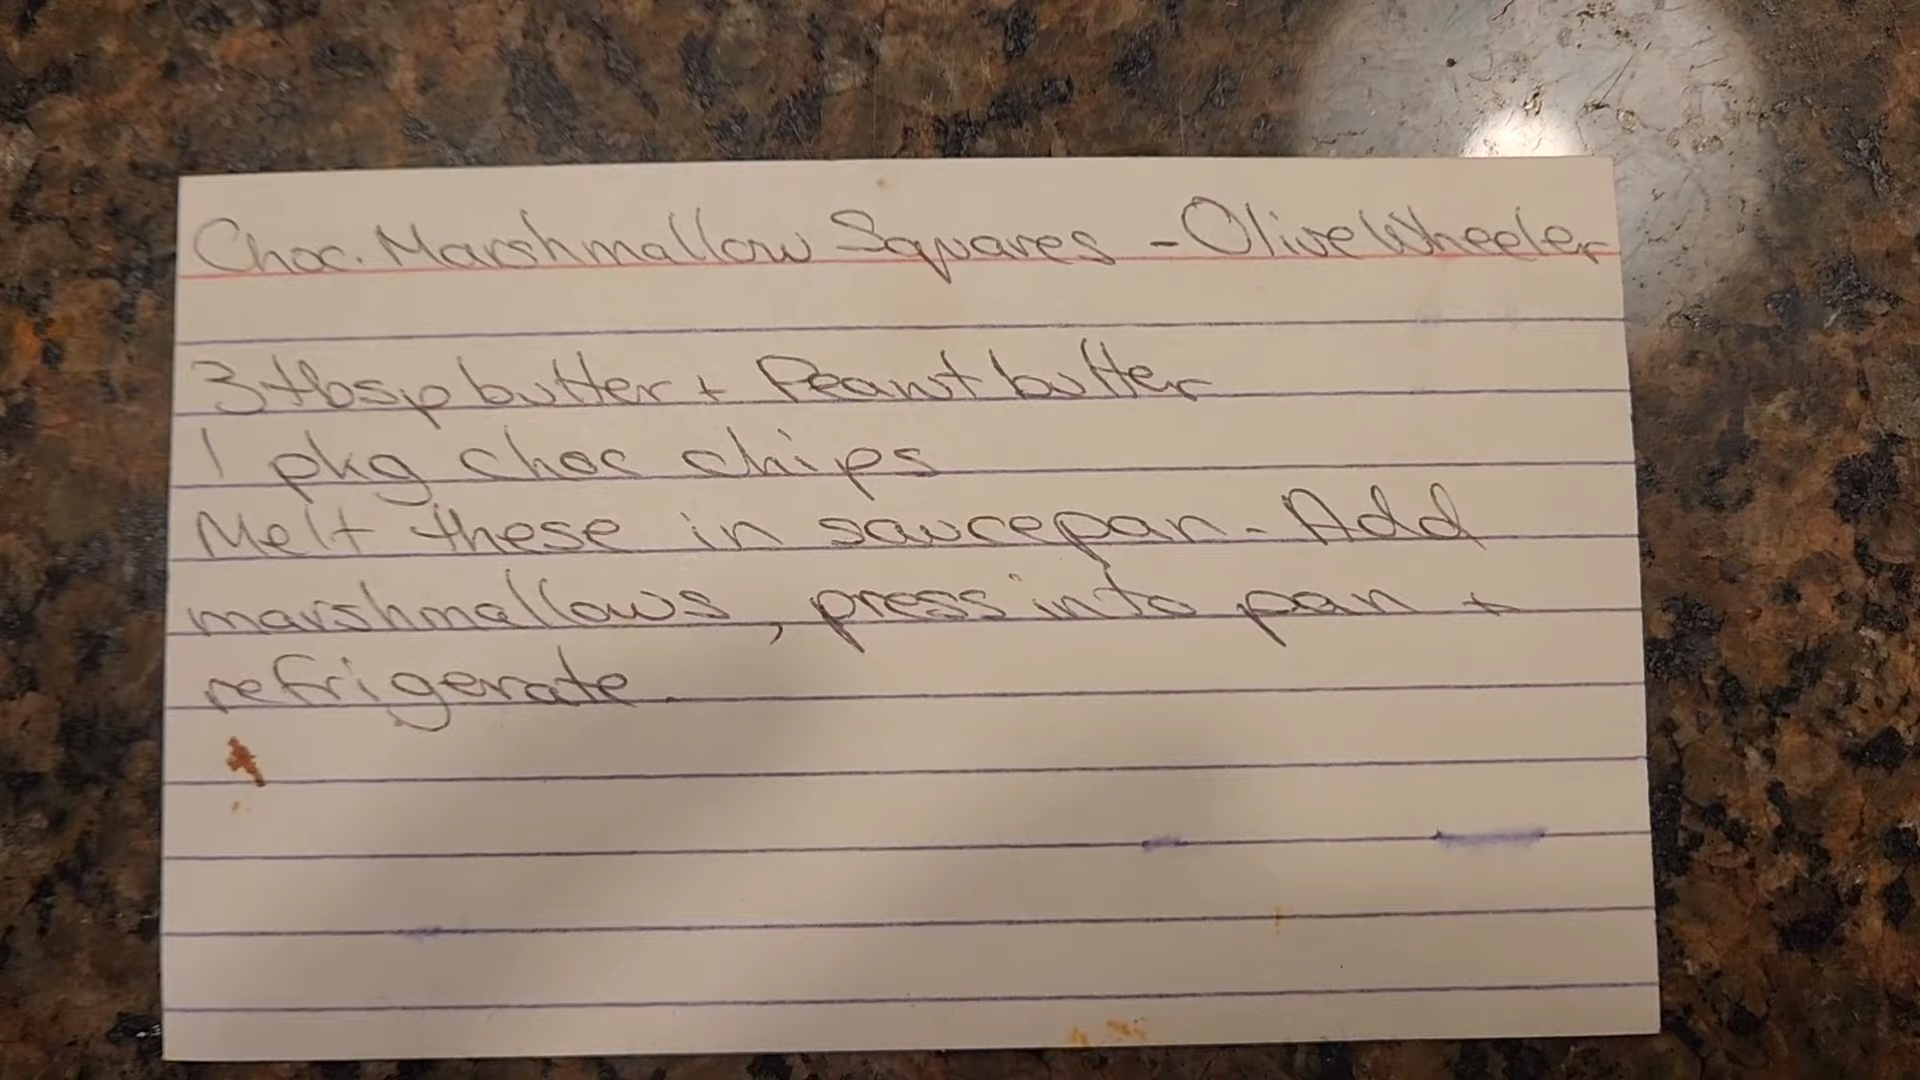 Choc. Marshmallow Squares - Olive Wheeler
3 tbsp butter + Peanut butter
1 pkg choc chips
Melt these in saucepan - Add
marshmallows, press into pan +
refrigerate.